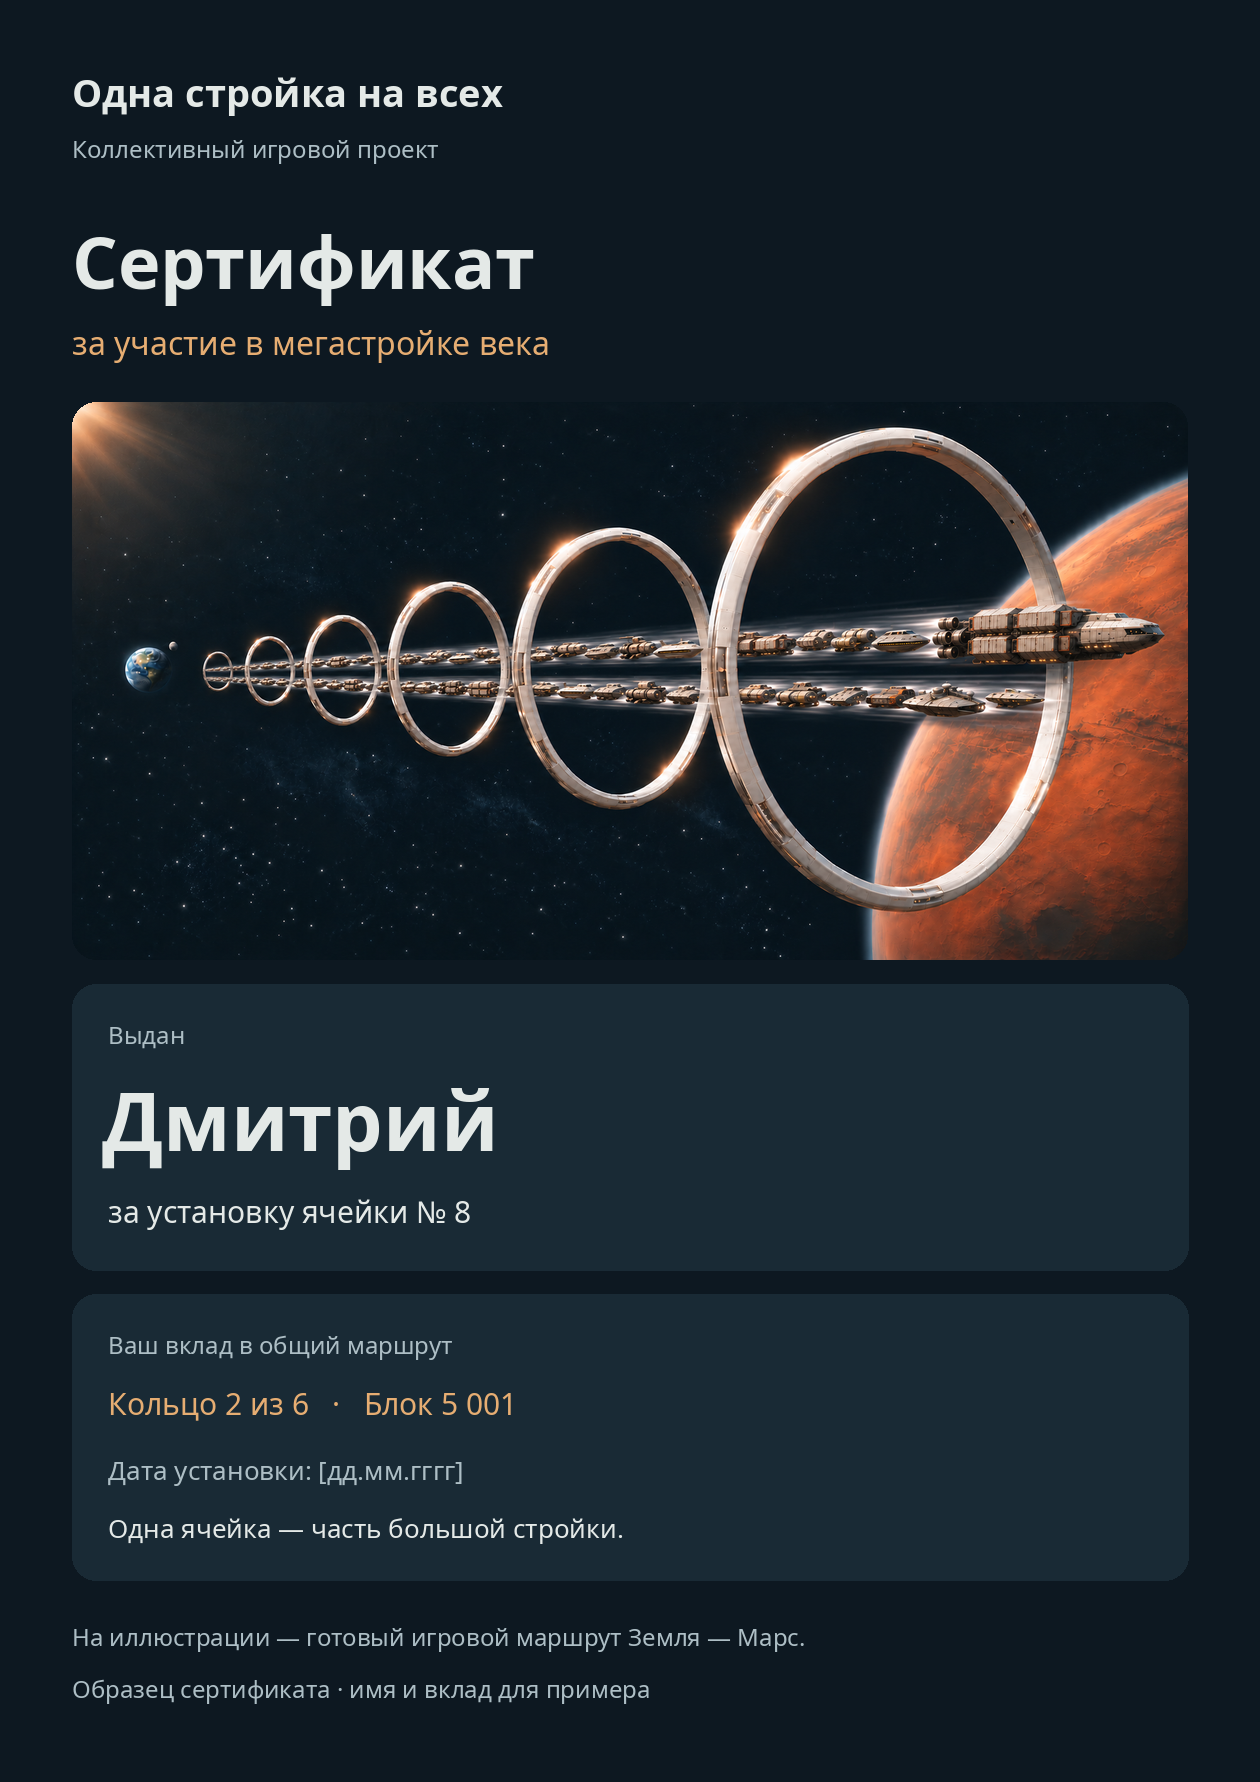 Одна стройка на всех
Коллективный игровой проект
Сертификат
за участие в мегастройке века
Выдан
Дмитрий
за установку ячейки № 8
Ваш вклад в общий маршрут
Кольцо 2 из 6 · Блок 5 001
Дата установки: [дд.мм.гггг]
Одна ячейка — часть большой стройки.
На иллюстрации — готовый игровой маршрут Земля — Марс.
Образец сертификата · имя и вклад для примера